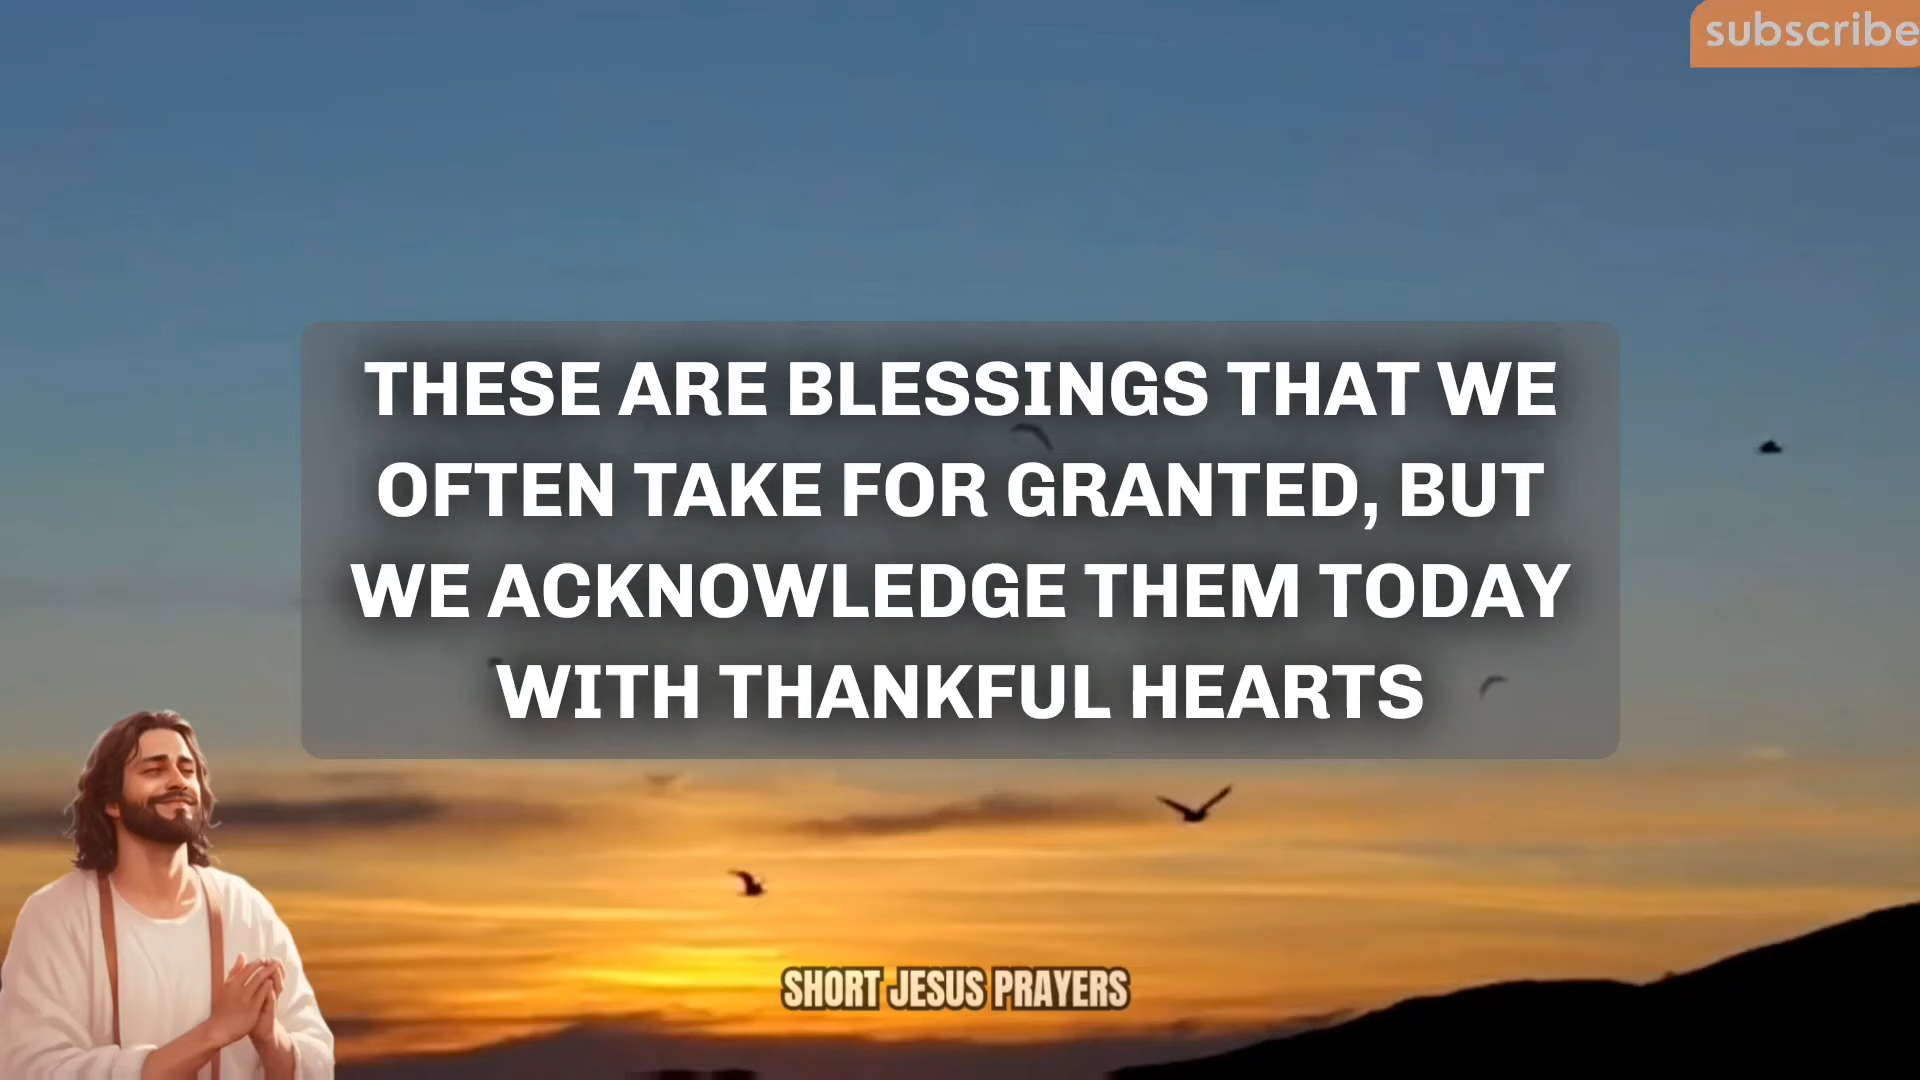 subscribe
THESE ARE BLESSINGS THAT WE
OFTEN TAKE FOR GRANTED, BUT
WE ACKNOWLEDGE THEM TODAY
WITH THANKFUL HEARTS
SHORT JESUS PRAYERS